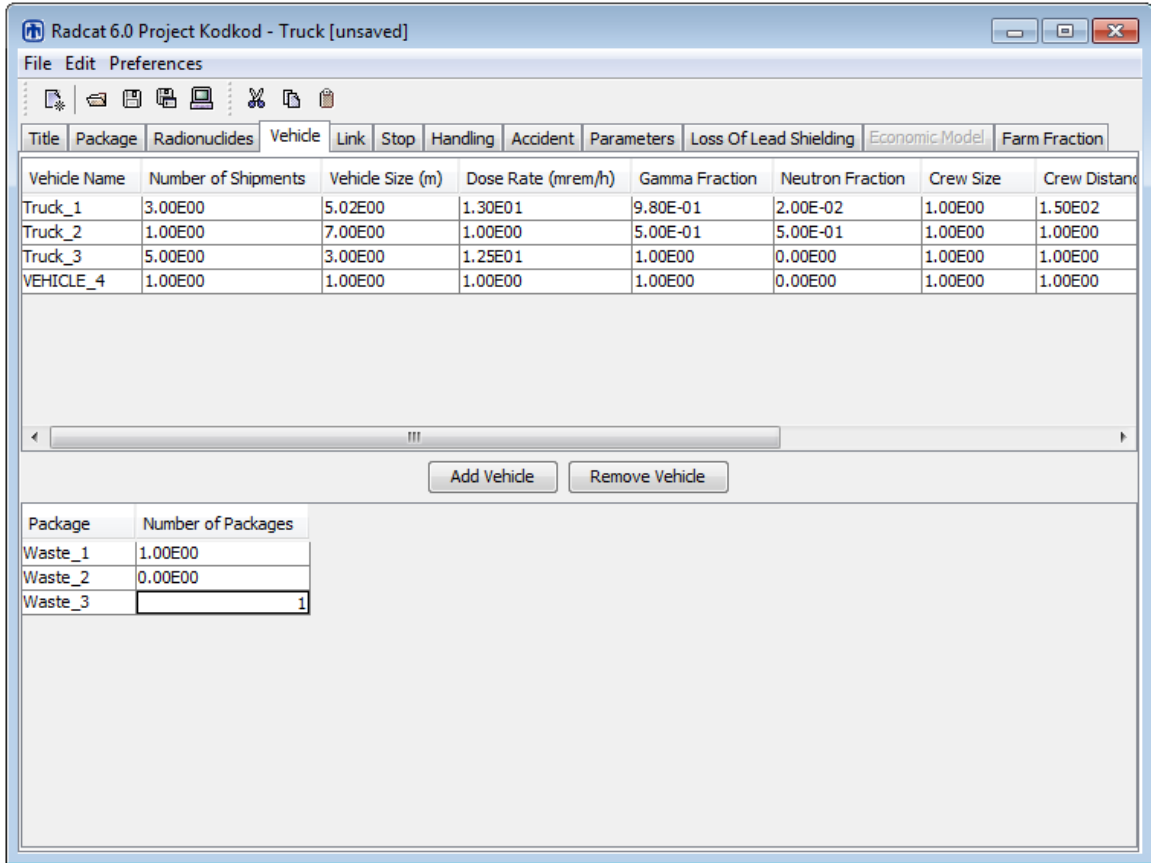 Radcat 6.0 Project Kodkod - Truck [unsaved]
File Edit Preferences
Title Package Radionuclides Vehicle Link Stop Handling Accident Parameters Loss Of Lead Shielding Economic Model Farm Fraction
Vehicle Name Number of Shipments Vehicle Size (m) Dose Rate (mrem/h) Gamma Fraction Neutron Fraction Crew Size Crew Distanc
Truck_1 3.00E00 5.02E00 1.30E01 9.80E-01 2.00E-02 1.00E00 1.50E02
Truck_2 1.00E00 7.00E00 1.00E00 5.00E-01 5.00E-01 1.00E00 1.00E00
Truck_3 5.00E00 3.00E00 1.25E01 1.00E00 0.00E00 1.00E00 1.00E00
VEHICLE_4 1.00E00 1.00E00 1.00E00 1.00E00 0.00E00 1.00E00 1.00E00
Add Vehicle Remove Vehicle
Package Number of Packages
Waste_1 1.00E00
Waste_2 0.00E00
Waste_3 1